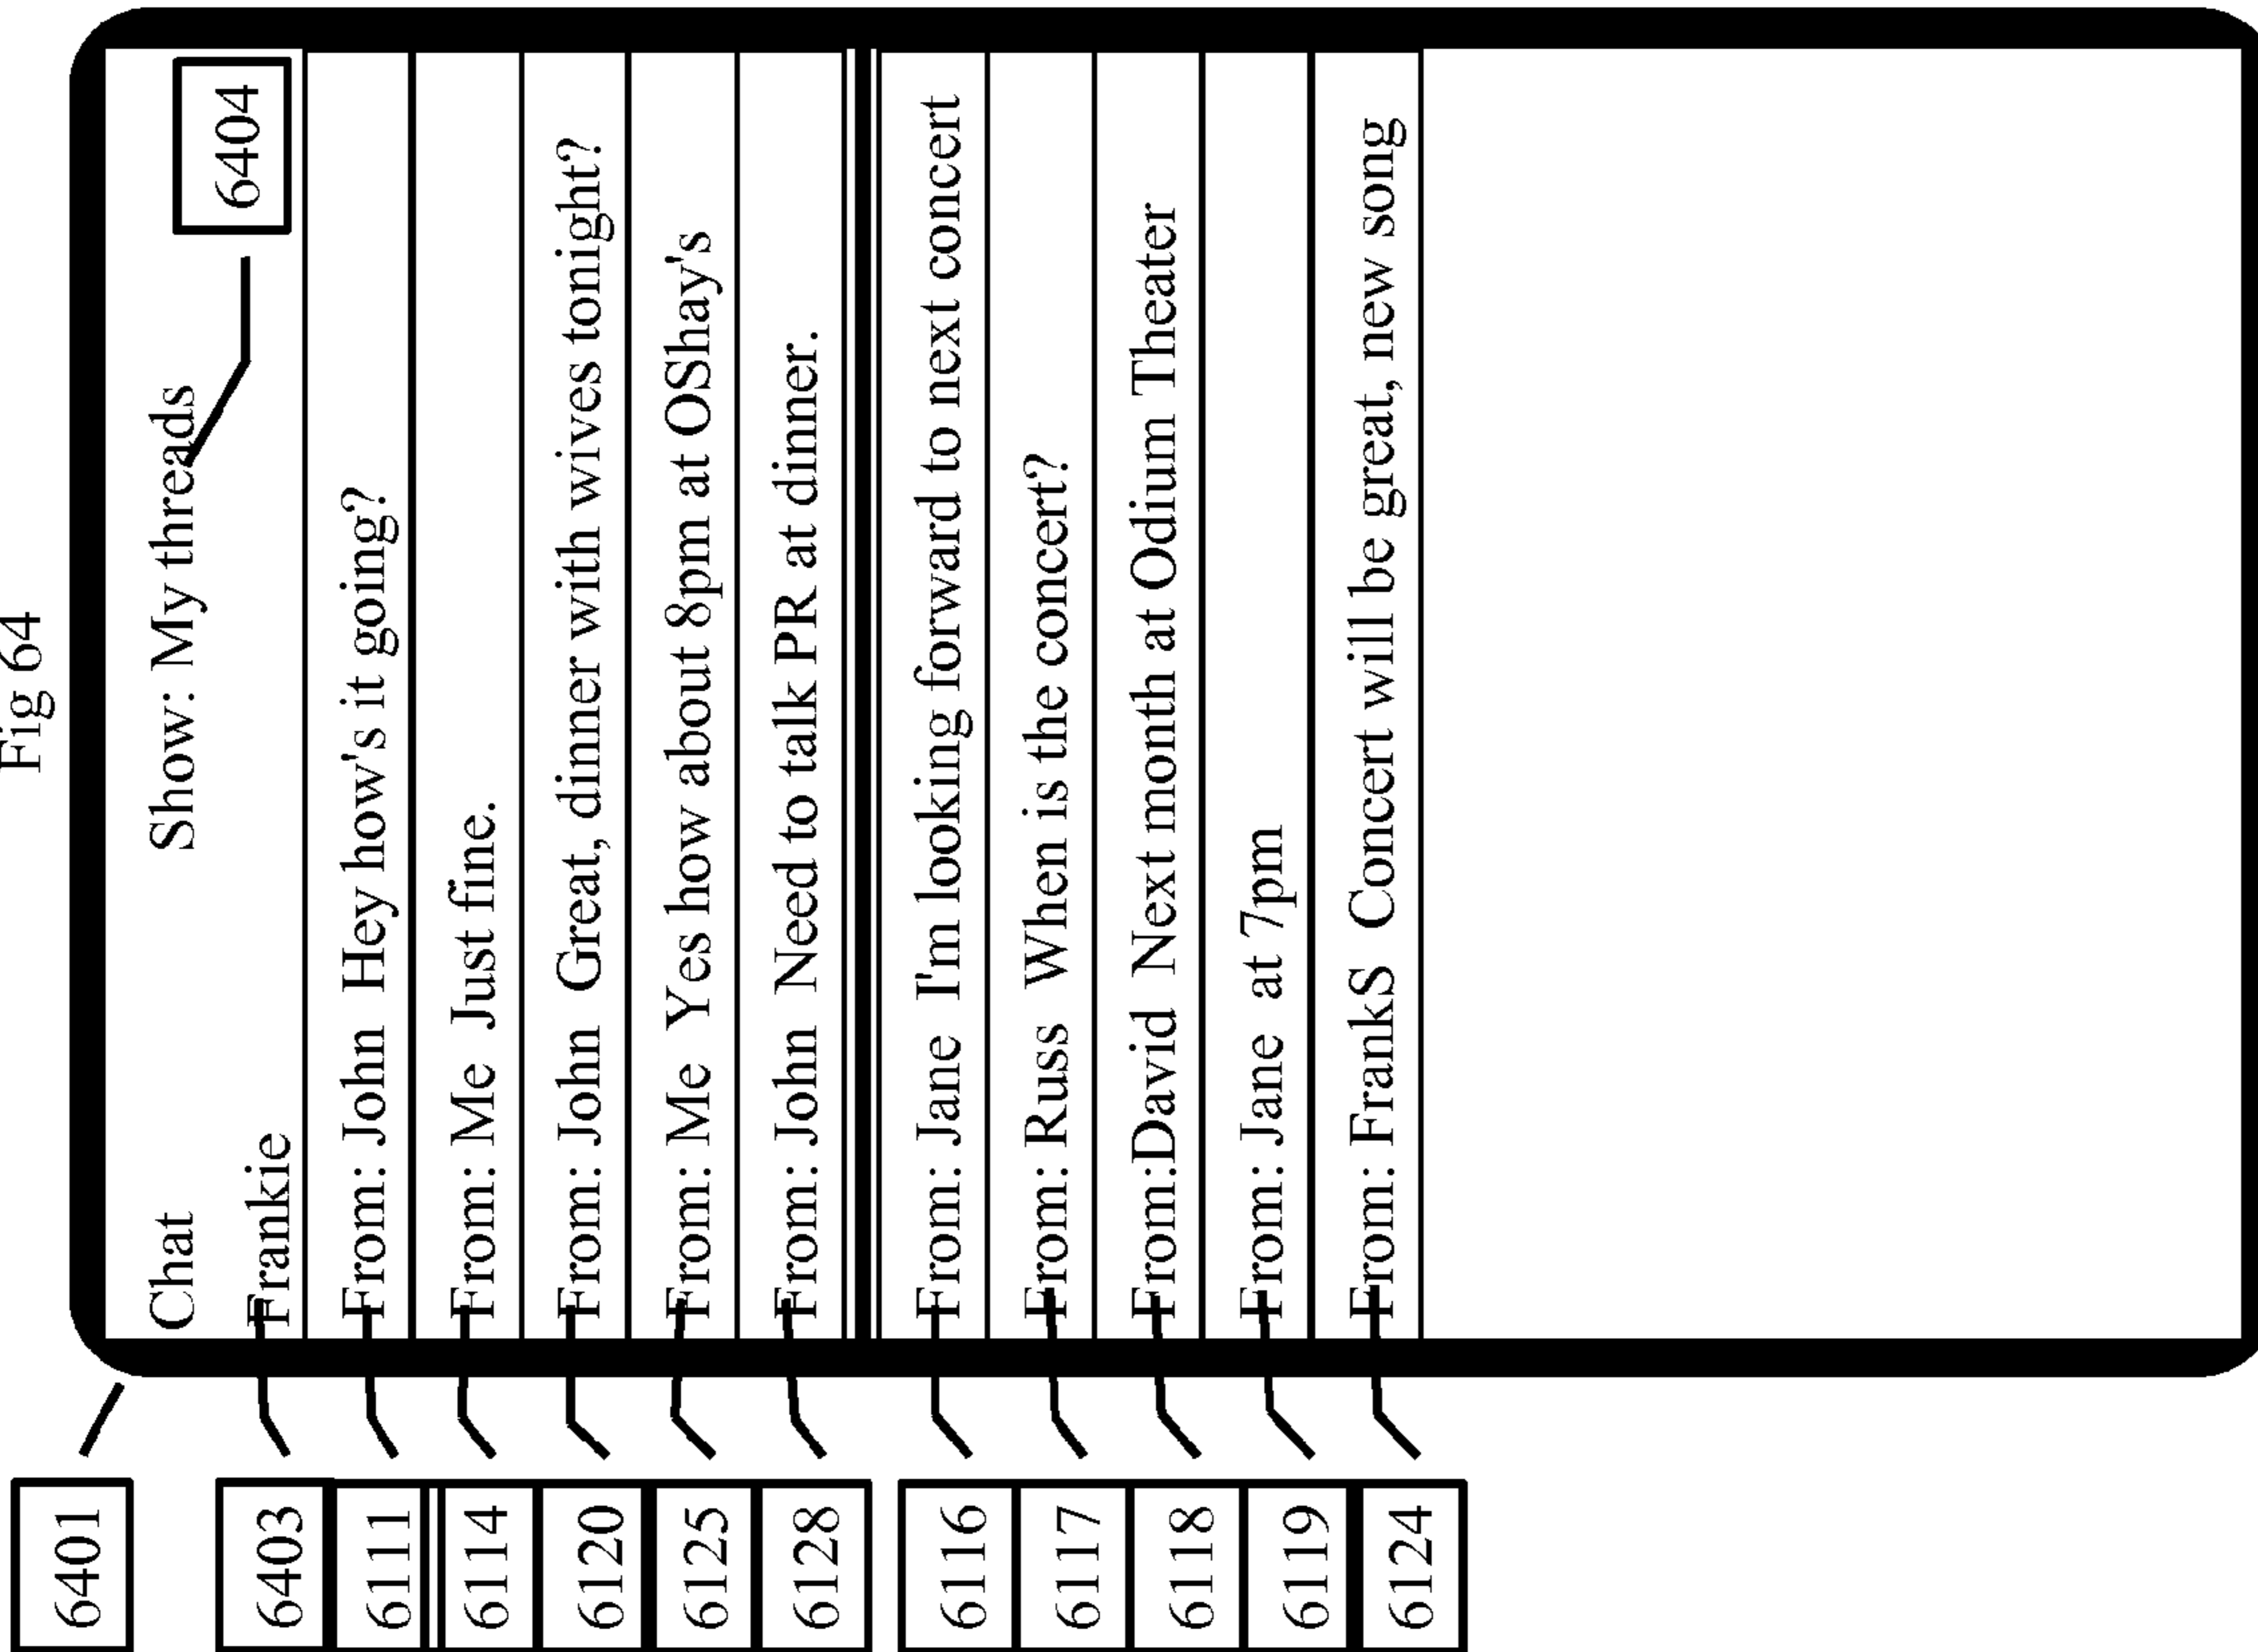 Fig 64
6401
Chat Show: My threads
6403
Frankie
6404
6111
From: John Hey how's it going?
6114
From: Me Just fine.
6120
From: John Great, dinner with wives tonight?
6125
From: Me Yes how about 8pm at OShay's
6128
From: John Need to talk PR at dinner.
6116
From: Jane I'm looking forward to next concert
6117
From: Russ When is the concert?
6118
From:David Next month at Odium Theater
6119
From: Jane at 7pm
6124
From: FrankS Concert will be great, new song